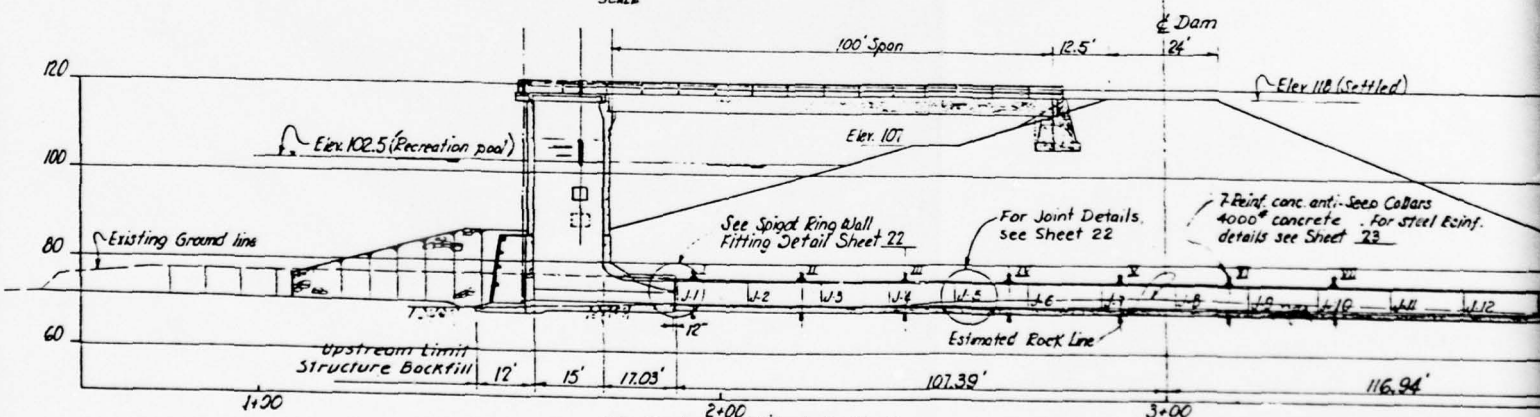 SCALE
℄ Dam
100' Span
12.5'
24'
120
Elev 118 (Settled)
Elev. 102.5 (Recreation pool)
Elev. 107
100
7-Reinf. conc. anti-Seep Collars
4000# concrete . For Steel Reinf.
details see Sheet 23
See Spigot Ring Wall
Fitting Detail Sheet 22
For Joint Details,
see Sheet 22
Existing Ground line
80
I
II
III
IV
V
VI
VII
J-1
J-2
J-3
J-4
J-5
J-6
J-7
J-8
J-9
J-10
J-11
J-12
12"
Estimated Rock Line
60
Upstream Limit
Structure Backfill
12'
15'
17.03'
107.39'
116.94'
1+00
2+00
3+00